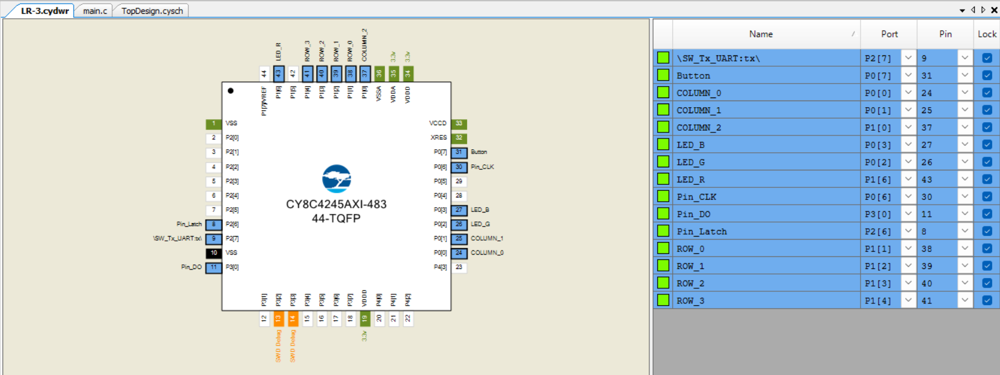 LR-3.cydwr main.c TopDesign.cysch
LED_R ROW_3 ROW_2 ROW_1 ROW_0 COLUMN_2 3.3v 3.3v
44 43 42 41 40 39 38 37 36 35 34
P1[7]/VREF P1[6] P1[5] P1[4] P1[3] P1[2] P1[1] P1[0] VSSA VDDA VDDD
1 VSS VCCD 33
2 P2[0] XRES 32
3 P2[1] P0[7] 31 Button
4 P2[2] P0[6] 30 Pin_CLK
5 P2[3] P0[5] 29
6 P2[4] P0[4] 28
CY8C4245AXI-483
7 P2[5] P0[3] 27 LED_B
44-TQFP
Pin_Latch 8 P2[6] P0[2] 26 LED_G
\SW_Tx_UART:tx\ 9 P2[7] P0[1] 25 COLUMN_1
10 VSS P0[0] 24 COLUMN_0
Pin_DO 11 P3[0] P4[3] 23
P3[1] P3[2] P3[3] P3[4] P3[5] P3[6] P3[7] VDDD P4[0] P4[1] P4[2]
12 13 14 15 16 17 18 19 20 21 22
SWD Debug SWD Debug 3.3v
Name / Port Pin Lock
\SW_Tx_UART:tx\ P2[7] 9
Button P0[7] 31
COLUMN_0 P0[0] 24
COLUMN_1 P0[1] 25
COLUMN_2 P1[0] 37
LED_B P0[3] 27
LED_G P0[2] 26
LED_R P1[6] 43
Pin_CLK P0[6] 30
Pin_DO P3[0] 11
Pin_Latch P2[6] 8
ROW_0 P1[1] 38
ROW_1 P1[2] 39
ROW_2 P1[3] 40
ROW_3 P1[4] 41